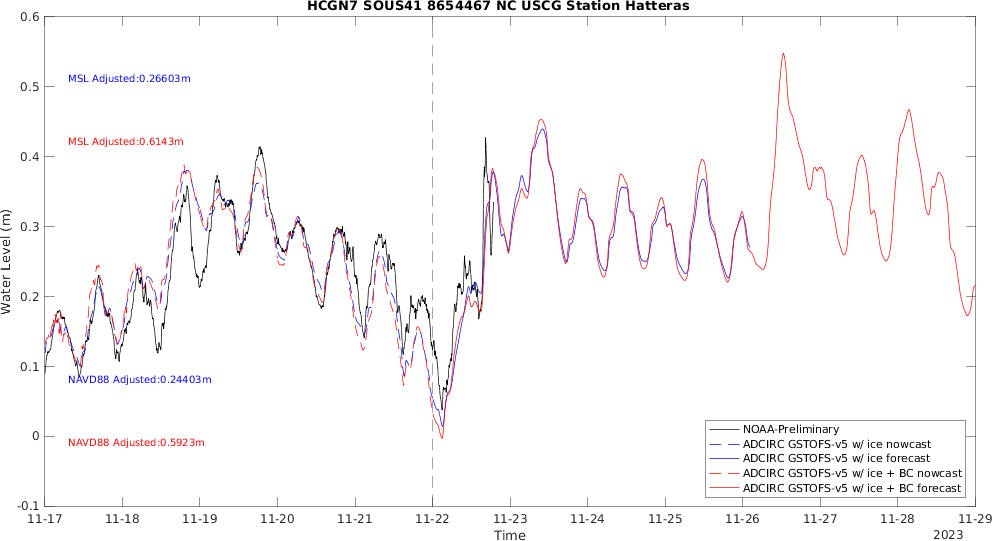 HCGN7 SOUS41 8654467 NC USCG Station Hatteras
0.6
0.5
0.4
0.3
0.2
0.1
0
-0.1
Water Level (m)
MSL Adjusted:0.26603m
MSL Adjusted:0.6143m
NAVD88 Adjusted:0.24403m
NAVD88 Adjusted:0.5923m
NOAA-Preliminary
ADCIRC GSTOFS-v5 w/ ice nowcast
ADCIRC GSTOFS-v5 w/ ice forecast
ADCIRC GSTOFS-v5 w/ ice + BC nowcast
ADCIRC GSTOFS-v5 w/ ice + BC forecast
11-17 11-18 11-19 11-20 11-21 11-22 11-23 11-24 11-25 11-26 11-27 11-28 11-29
Time
2023